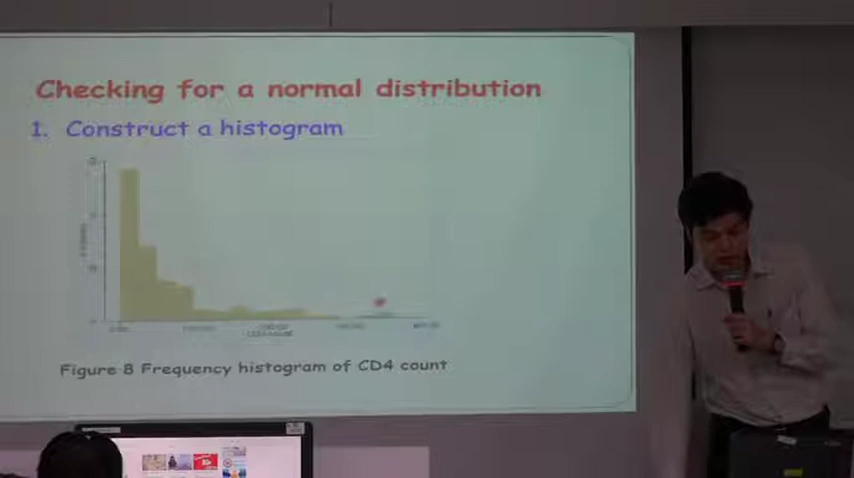 Checking for a normal distribution
1. Construct a histogram
Figure 8 Frequency histogram of CD4 count